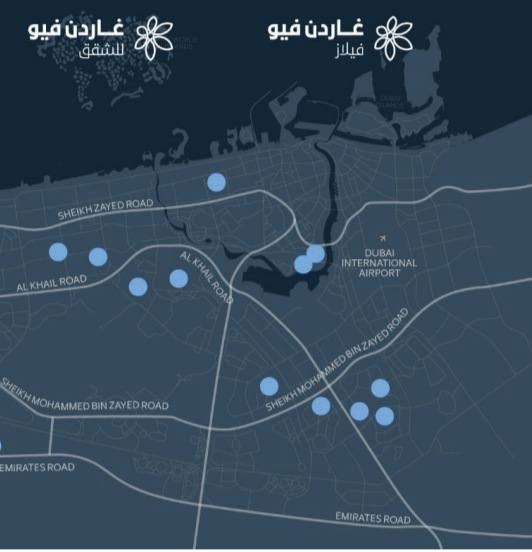 غاردن فيو
للشقق
غاردن فيو
فيلاز
SHEIKH ZAYED ROAD
AL KHAIL ROAD
AL KHAIL ROAD
DUBAI
INTERNATIONAL
AIRPORT
SHEIKH MOHAMMED BIN ZAYED ROAD
SHEIKH MOHAMMED BIN ZAYED ROAD
EMIRATES ROAD
EMIRATES ROAD